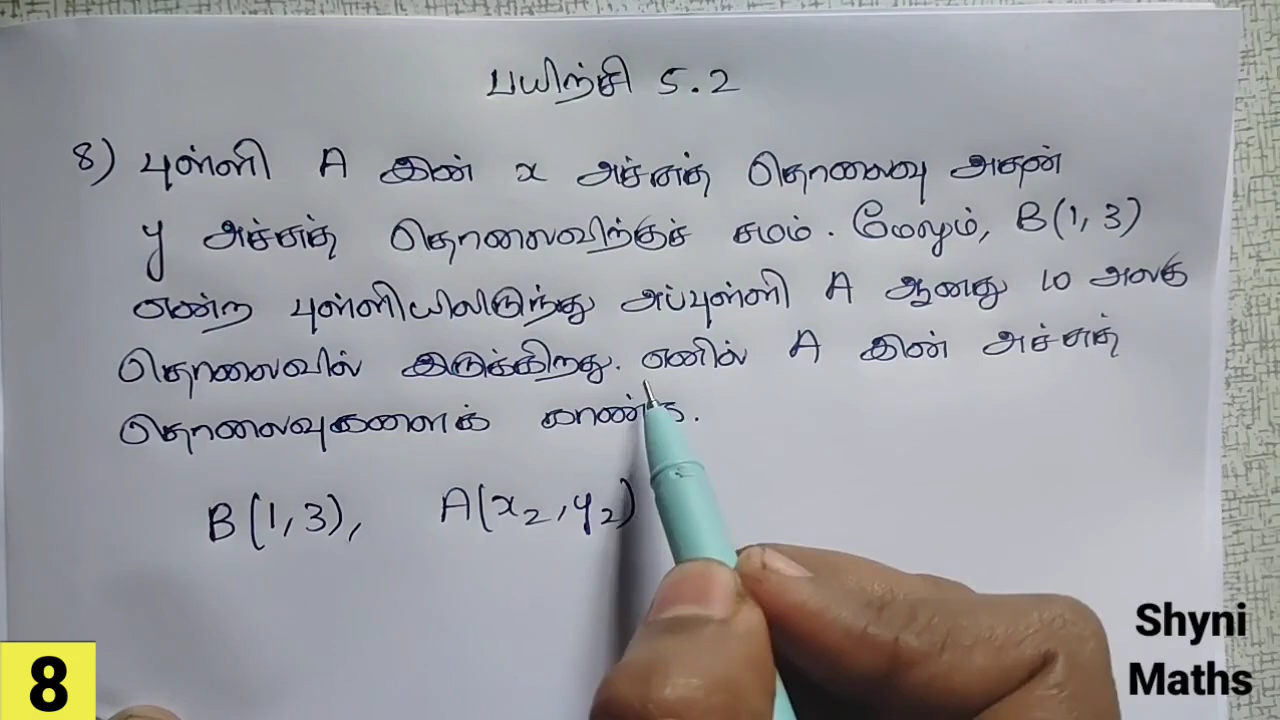 பயிற்சி 5.2
8) புள்ளி A இன் x அச்சுத் தொலைவு அதன்
y அச்சுத் தொலைவிற்குச் சமம். மேலும், B(1, 3)
என்ற புள்ளியிலிருந்து அப்புள்ளி A ஆனது 10 அலகு
தொலைவில் இருக்கிறது. எனில் A இன் அச்சுத்
தொலைவுகளைக் காண்க.
B(1, 3), A(x₂, y₂)
Shyni
Maths
8